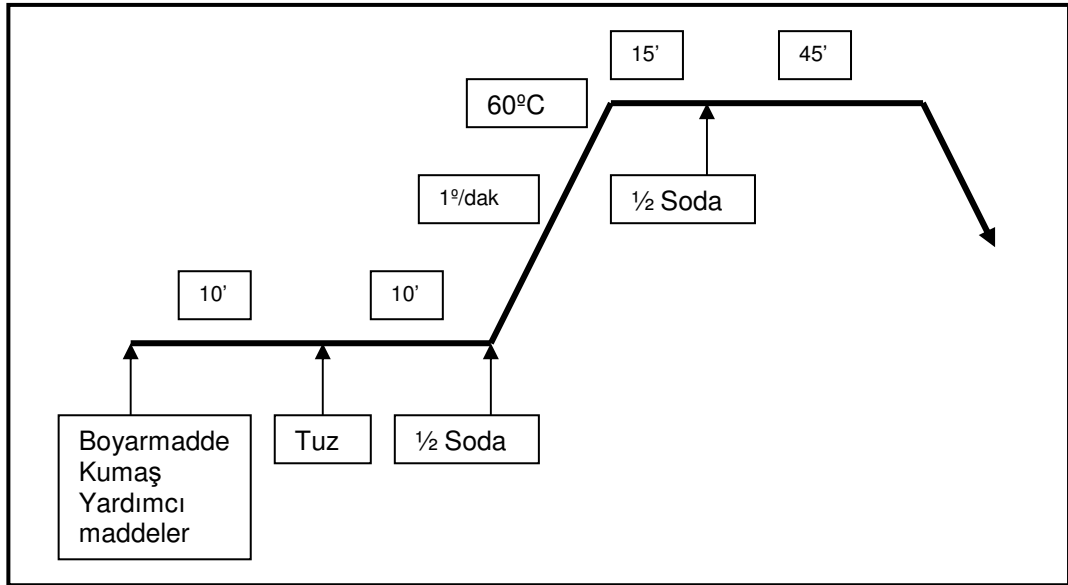 15’ 45’
60ºC
1º/dak
½ Soda
10’ 10’
Boyarmadde
Kumaş
Yardımcı
maddeler
Tuz
½ Soda